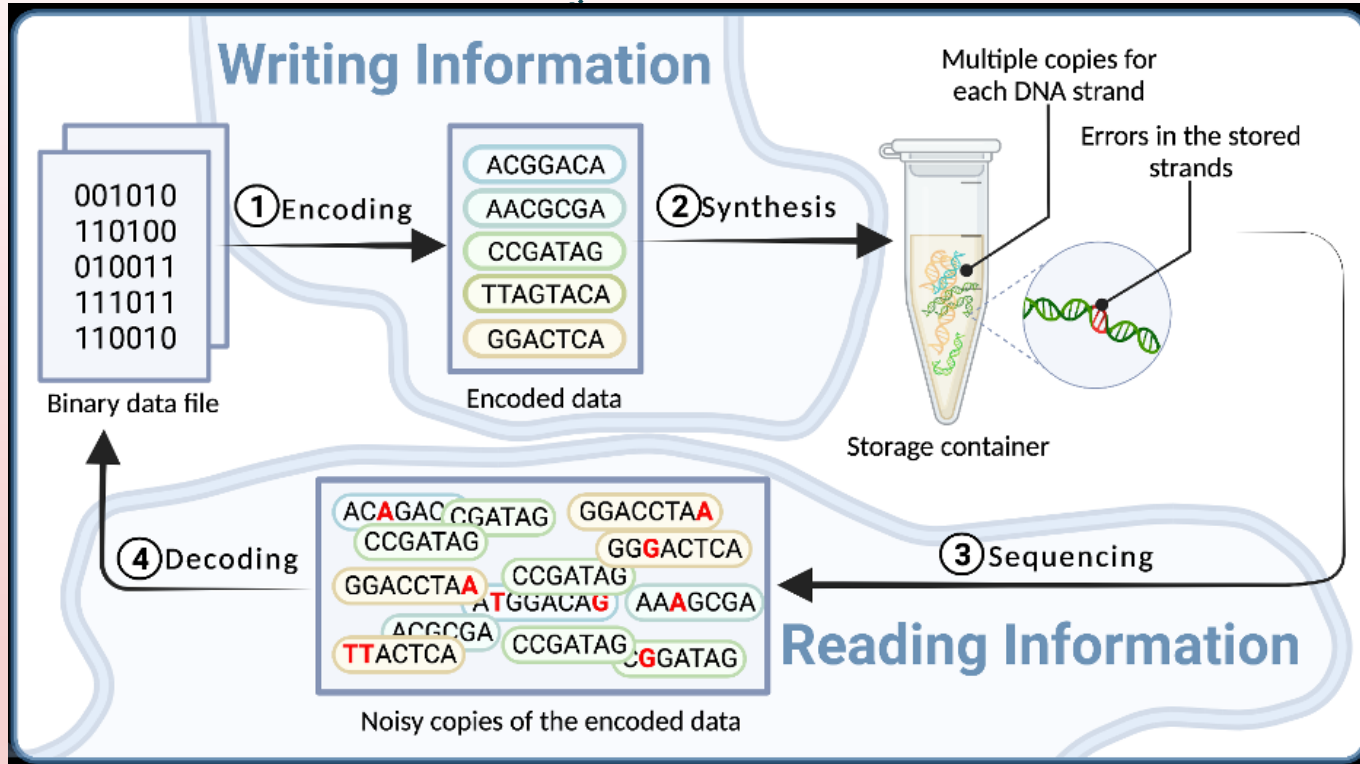 Writing Information
Multiple copies for
each DNA strand
Errors in the stored
strands
001010
110100
010011
111011
110010
Binary data file
1 Encoding
ACGGACA
AACGCGA
CCGATAG
TTAGTACA
GGACTCA
Encoded data
2 Synthesis
Storage container
3 Sequencing
Reading Information
ACAGAC
CGATAG
CCGATAG
GGACCTAA
GGGACTCA
GGACCTAA
CCGATAG
ATGGACAG
AAAGCGA
ACGCGA
TTACTCA
CCGATAG
CGGATAG
Noisy copies of the encoded data
4 Decoding